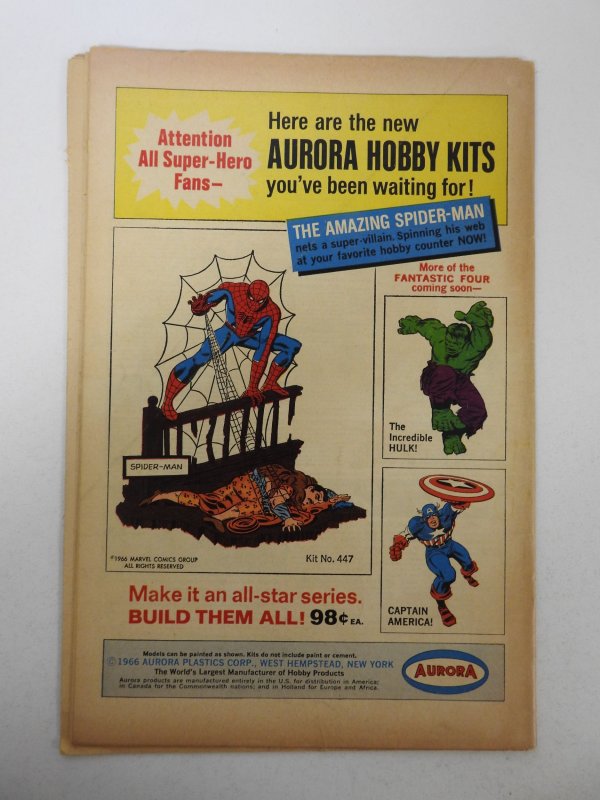 Attention
All Super-Hero
Fans—
Here are the new
AURORA HOBBY KITS
you've been waiting for!
THE AMAZING SPIDER-MAN
nets a super-villain. Spinning his web
at your favorite hobby counter NOW!
More of the
FANTASTIC FOUR
coming soon—
The
Incredible
HULK!
SPIDER-MAN
©1966 MARVEL COMICS GROUP
ALL RIGHTS RESERVED
Kit No. 447
CAPTAIN
AMERICA!
Make it an all-star series.
BUILD THEM ALL! 98¢ EA.
Models can be painted as shown. Kits do not include paint or cement.
© 1966 AURORA PLASTICS CORP., WEST HEMPSTEAD, NEW YORK
The World's Largest Manufacturer of Hobby Products
Aurora products are manufactured entirely in the U.S. for distribution in America;
in Canada for the Commonwealth nations; and in Holland for Europe and Africa.
AURORA